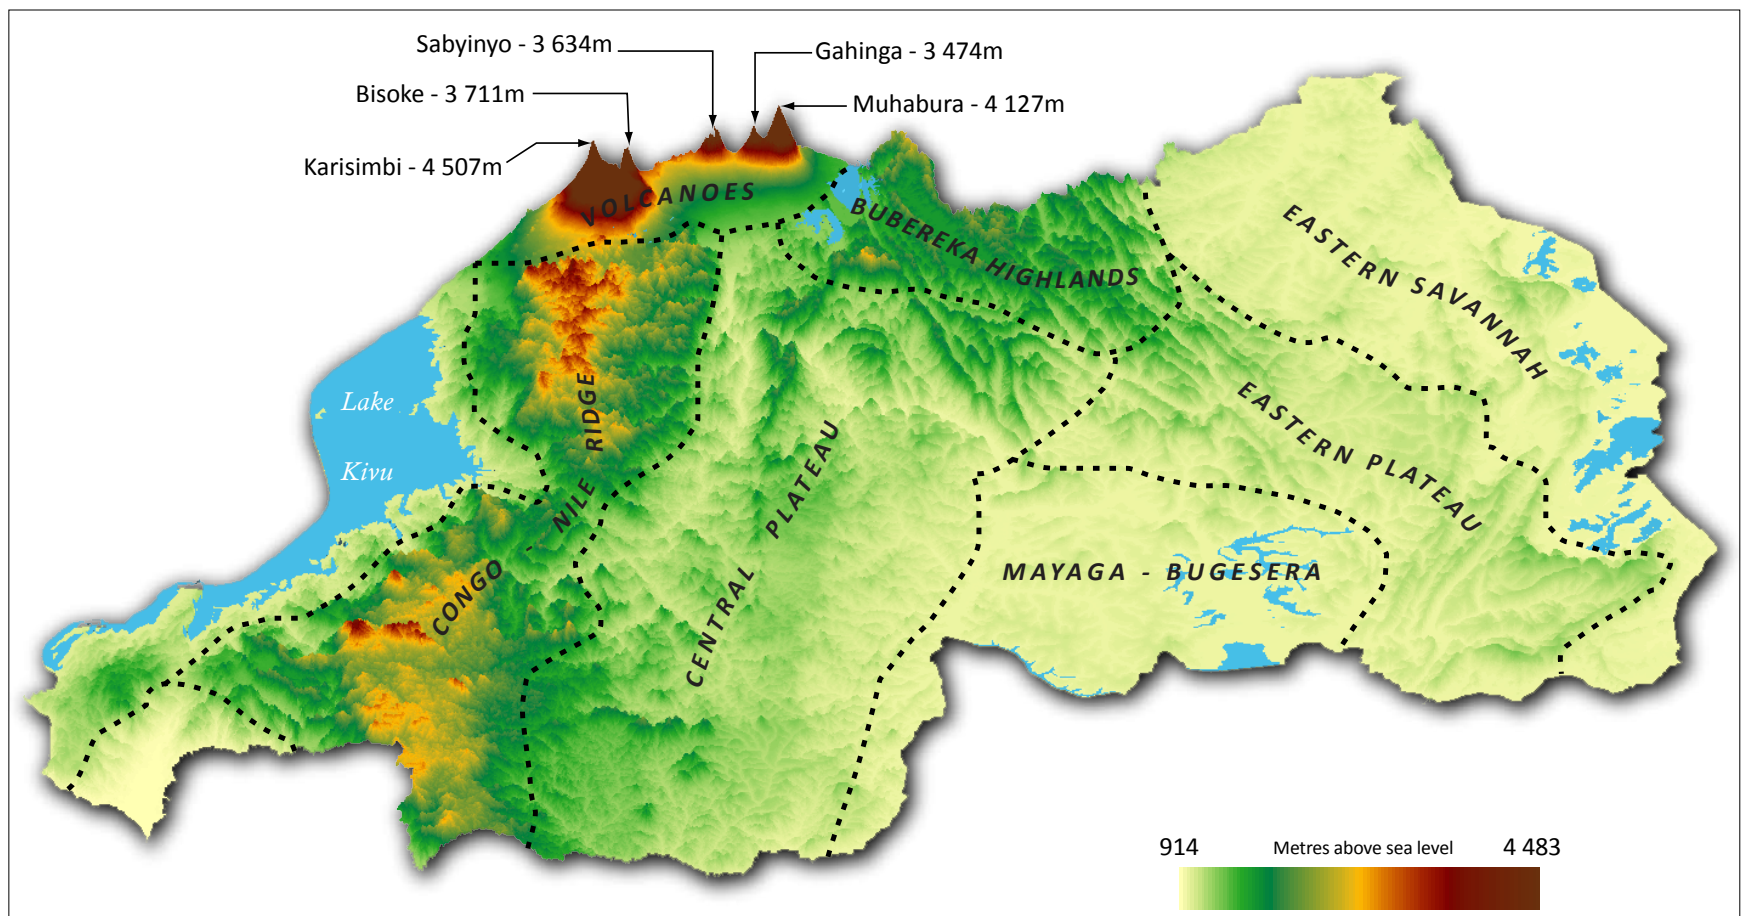 Sabyinyo - 3 634m
Gahinga - 3 474m
Bisoke - 3 711m
Muhabura - 4 127m
Karisimbi - 4 507m
VOLCANOES
BUBEREKA HIGHLANDS
EASTERN SAVANNAH
Lake
Kivu
CONGO - NILE RIDGE
CENTRAL PLATEAU
EASTERN PLATEAU
MAYAGA - BUGESERA
914 Metres above sea level 4 483